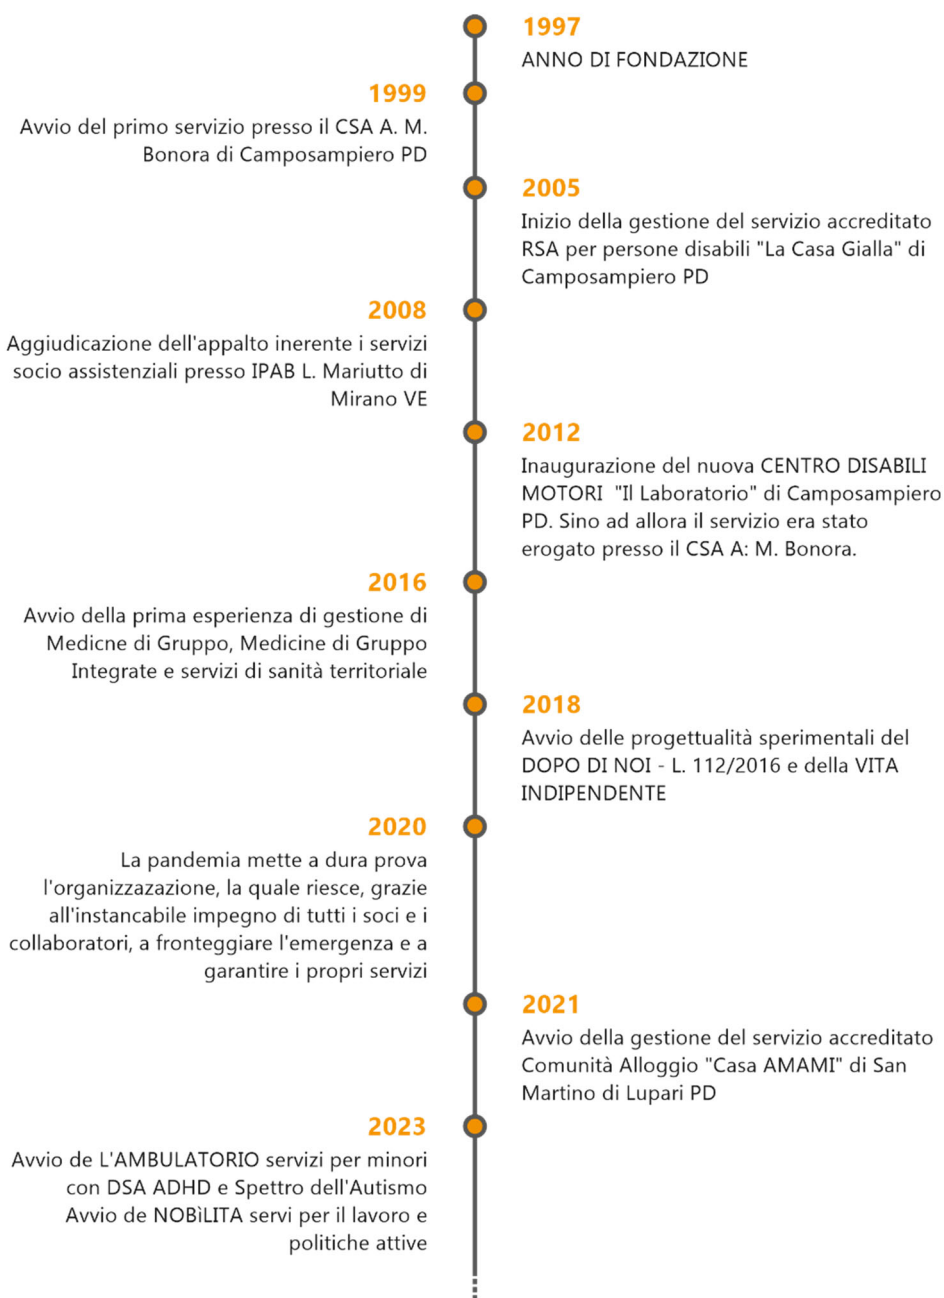 1997
ANNO DI FONDAZIONE
1999
Avvio del primo servizio presso il CSA A. M.
Bonora di Camposampiero PD
2005
Inizio della gestione del servizio accreditato
RSA per persone disabili "La Casa Gialla" di
Camposampiero PD
2008
Aggiudicazione dell'appalto inerente i servizi
socio assistenziali presso IPAB L. Mariutto di
Mirano VE
2012
Inaugurazione del nuova CENTRO DISABILI
MOTORI "Il Laboratorio" di Camposampiero
PD. Sino ad allora il servizio era stato
erogato presso il CSA A: M. Bonora.
2016
Avvio della prima esperienza di gestione di
Medicne di Gruppo, Medicine di Gruppo
Integrate e servizi di sanità territoriale
2018
Avvio delle progettualità sperimentali del
DOPO DI NOI - L. 112/2016 e della VITA
INDIPENDENTE
2020
La pandemia mette a dura prova
l'organizzazazione, la quale riesce, grazie
all'instancabile impegno di tutti i soci e i
collaboratori, a fronteggiare l'emergenza e a
garantire i propri servizi
2021
Avvio della gestione del servizio accreditato
Comunità Alloggio "Casa AMAMI" di San
Martino di Lupari PD
2023
Avvio de L'AMBULATORIO servizi per minori
con DSA ADHD e Spettro dell'Autismo
Avvio de NOBìLITA servi per il lavoro e
politiche attive